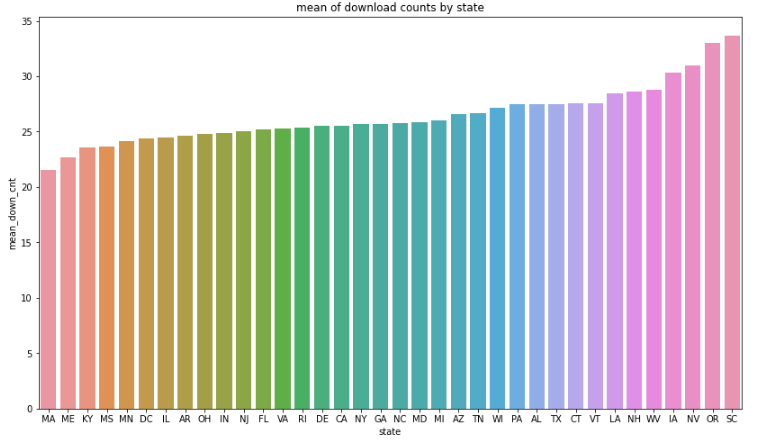 mean of download counts by state
35
30
25
20
15
10
5
0
mean_down_cnt
MA ME KY MS MN DC IL AR OH IN NJ FL VA RI DE CA NY GA NC MD MI AZ TN WI PA AL TX CT VT LA NH WV IA NV OR SC
state